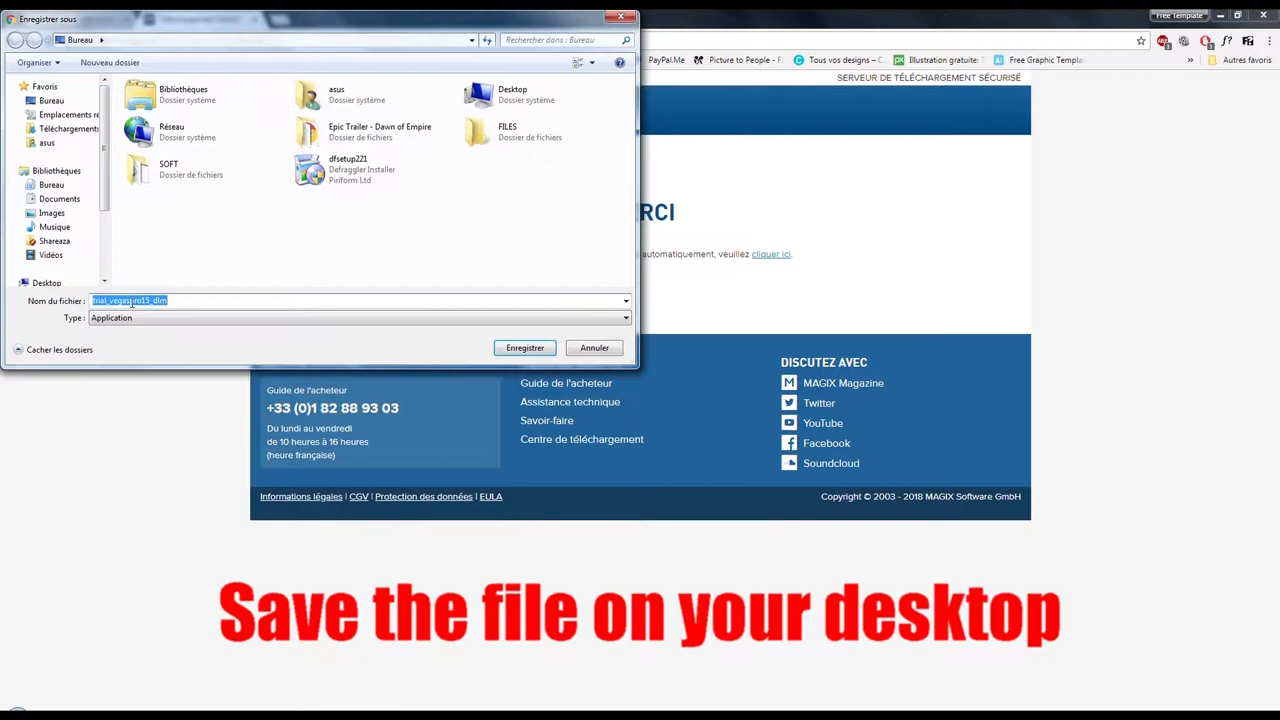 Enregistrer sous
Free Template
Bureau
Rechercher dans : Bureau
PayPal.Me
Picture to People - F
Tous vos designs – C
Illustration gratuite: T
Free Graphic Templa
Autres favoris
Organiser
Nouveau dossier
SERVEUR DE TÉLÉCHARGEMENT SÉCURISÉ
Favoris
Bureau
Emplacements ré
Téléchargements
asus
Bibliothèques
Bureau
Documents
Images
Musique
Shareaza
Vidéos
Desktop
Bibliothèques
Dossier système
asus
Dossier système
Desktop
Dossier système
Réseau
Dossier système
Epic Trailer - Dawn of Empire
Dossier de fichiers
FILES
Dossier de fichiers
SOFT
Dossier de fichiers
dfsetup221
Defraggler Installer
Piriform Ltd
RCI
automatiquement, veuillez cliquer ici.
Nom du fichier : trial_vegaspro15_dlm
Type : Application
Cacher les dossiers
Enregistrer
Annuler
Guide de l'acheteur
+33 (0)1 82 88 93 03
Du lundi au vendredi
de 10 heures à 16 heures
(heure française)
Guide de l'acheteur
Assistance technique
Savoir-faire
Centre de téléchargement
DISCUTEZ AVEC
MAGIX Magazine
Twitter
YouTube
Facebook
Soundcloud
Informations légales | CGV | Protection des données | EULA
Copyright © 2003 - 2018 MAGIX Software GmbH
Save the file on your desktop